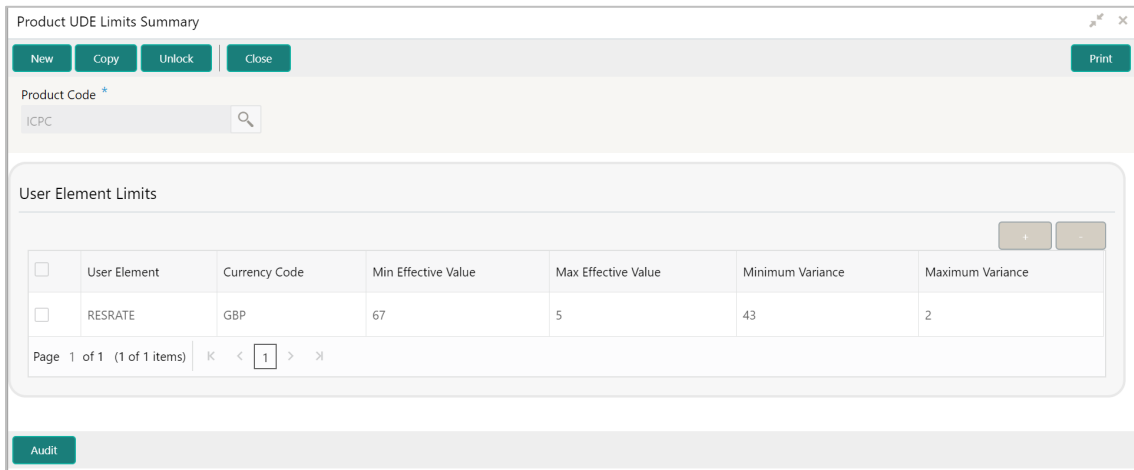 Product UDE Limits Summary
New Copy Unlock Close Print
Product Code *
ICPC
User Element Limits
+ -
User Element Currency Code Min Effective Value Max Effective Value Minimum Variance Maximum Variance
RESRATE GBP 67 5 43 2
Page 1 of 1 (1 of 1 items) K < 1 > >|
Audit